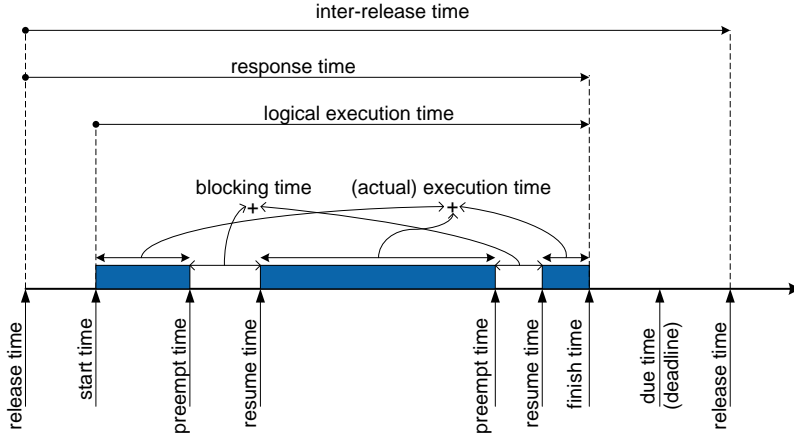 inter-release time
response time
logical execution time
blocking time
(actual) execution time
+
+
release time
start time
preempt time
resume time
preempt time
resume time
finish time
due time
(deadline)
release time